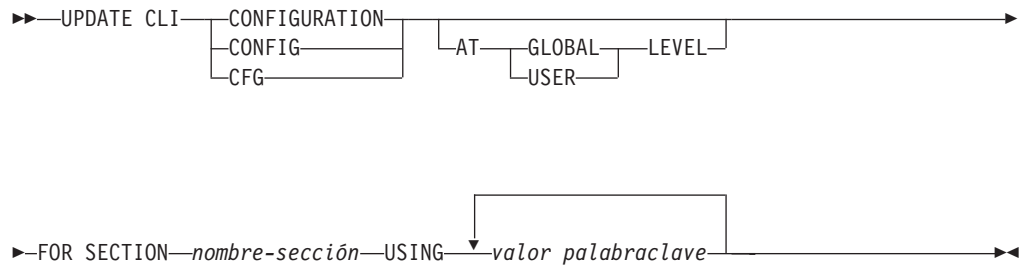 UPDATE CLI CONFIGURATION
CONFIG
CFG
AT GLOBAL LEVEL
USER
FOR SECTION nombre-sección USING valor palabraclave